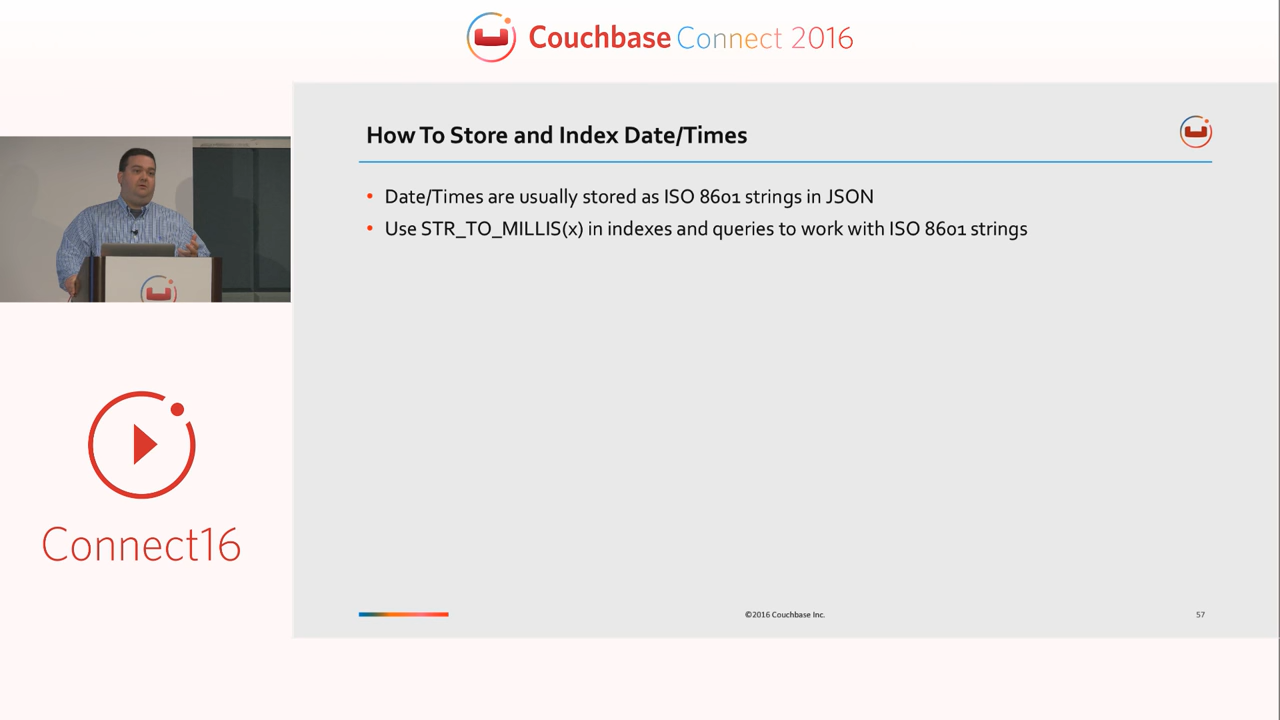 Couchbase Connect 2016
How To Store and Index Date/Times
• Date/Times are usually stored as ISO 8601 strings in JSON
• Use STR_TO_MILLIS(x) in indexes and queries to work with ISO 8601 strings
Connect16
©2016 Couchbase Inc.
57